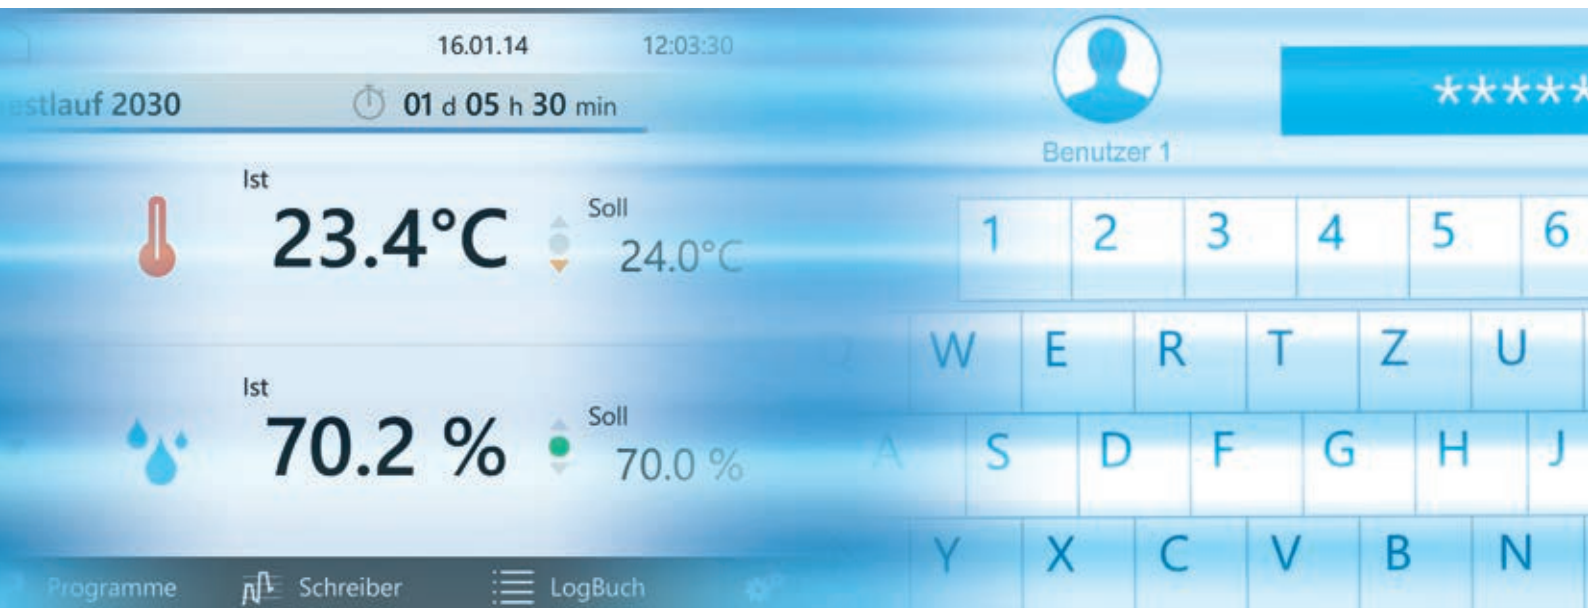 16.01.14 12:03:30
estlauf 2030 01 d 05 h 30 min
Ist
23.4°C
Soll
24.0°C
Ist
70.2 %
Soll
70.0 %
Programme Schreiber LogBuch
*****
Benutzer 1
1 2 3 4 5 6
Q W E R T Z U
A S D F G H J
Y X C V B N